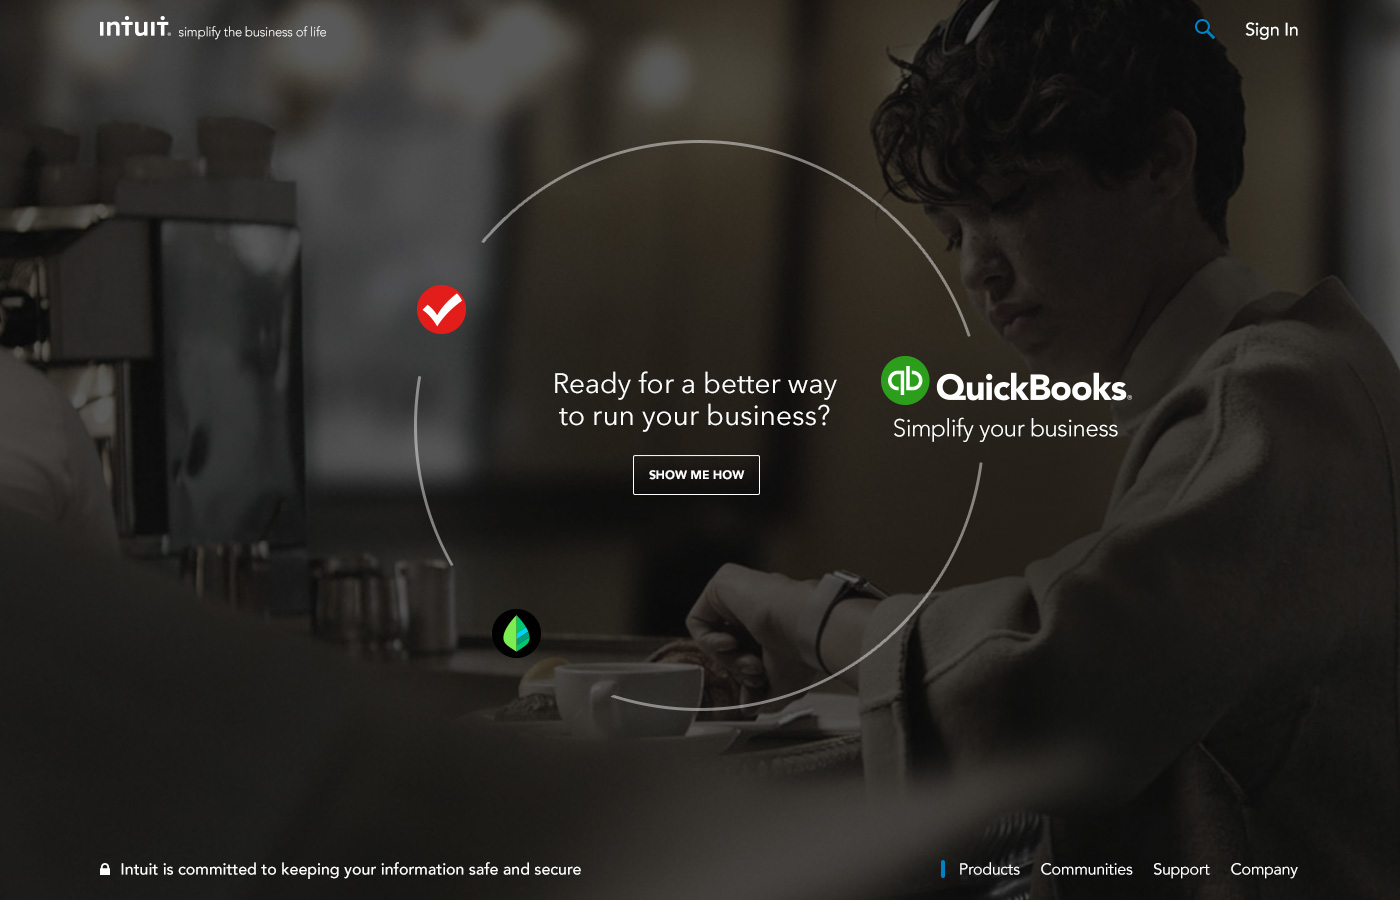 intuit. simplify the business of life
Sign In
Ready for a better way
to run your business?
SHOW ME HOW
qb QuickBooks.
Simplify your business
Intuit is committed to keeping your information safe and secure
Products Communities Support Company